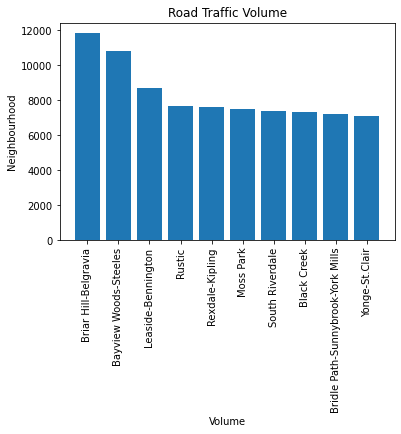 Road Traffic Volume
Neighbourhood
12000
10000
8000
6000
4000
2000
0
Briar Hill-Belgravia
Bayview Woods-Steeles
Leaside-Bennington
Rustic
Rexdale-Kipling
Moss Park
South Riverdale
Black Creek
Bridle Path-Sunnybrook-York Mills
Yonge-St.Clair
Volume